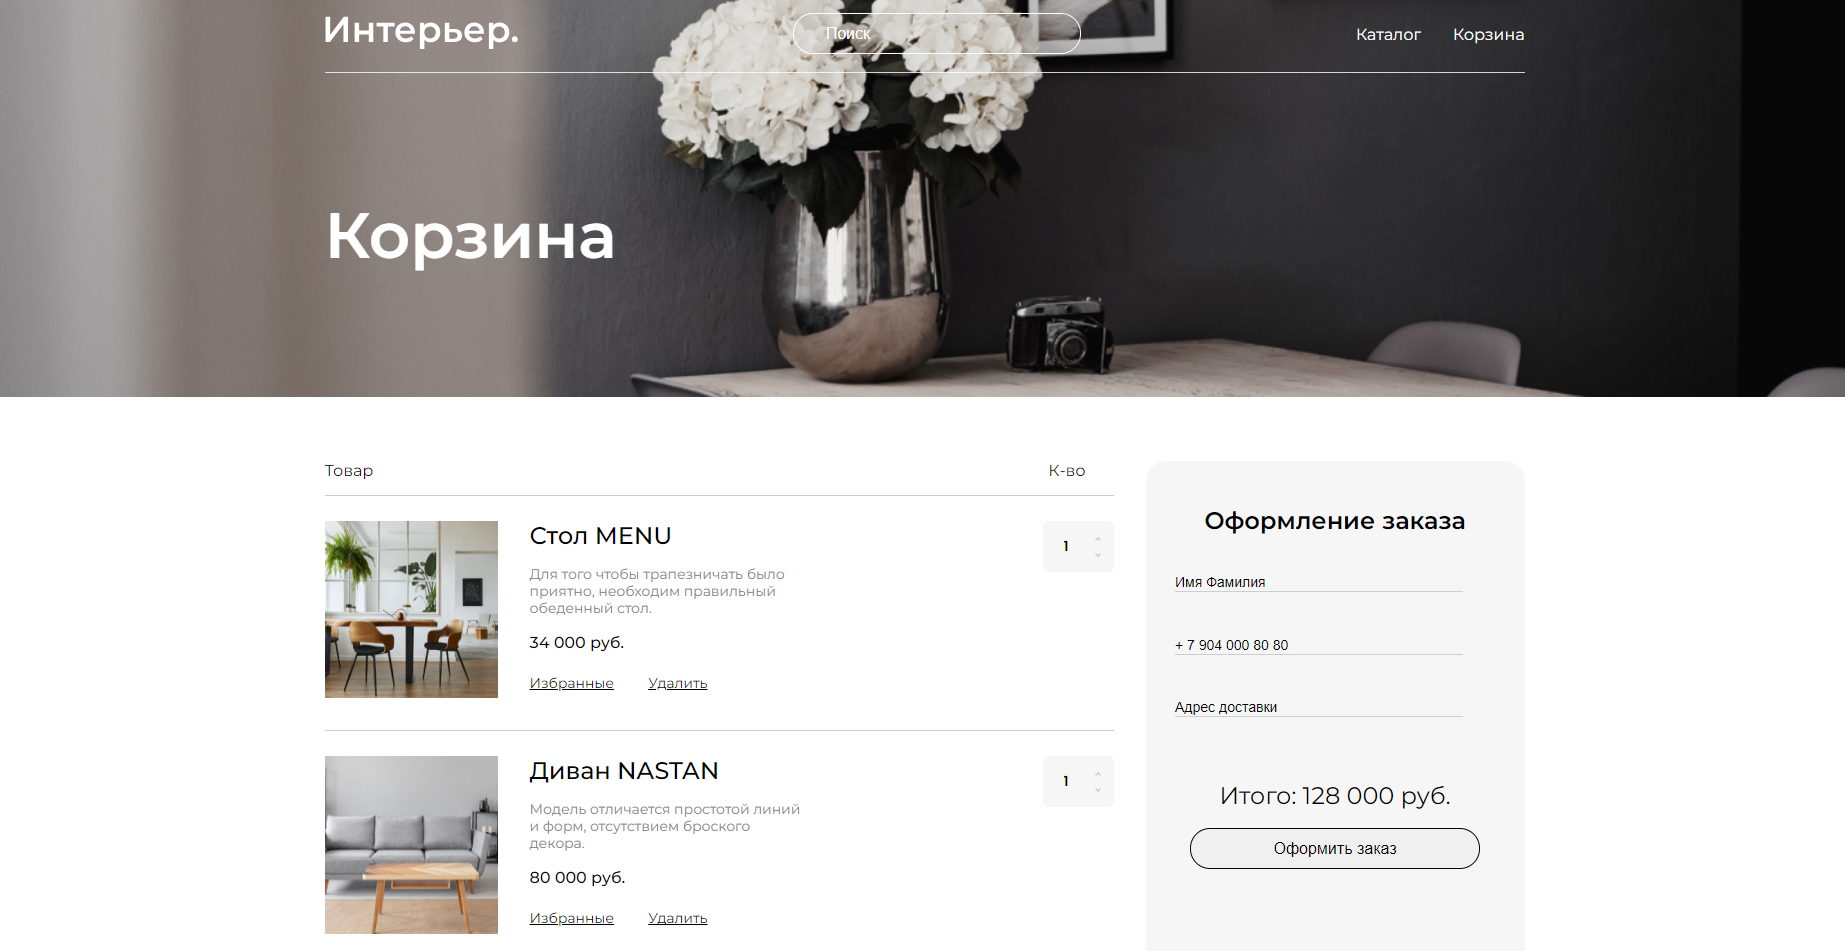 Интерьер.
Поиск
Каталог
Корзина
Корзина
Товар
К-во
Стол MENU
Для того чтобы трапезничать было
приятно, необходим правильный
обеденный стол.
34 000 руб.
Избранные
Удалить
1
Диван NASTAN
Модель отличается простотой линий
и форм, отсутствием броского
декора.
80 000 руб.
Избранные
Удалить
1
Оформление заказа
Имя Фамилия
+ 7 904 000 80 80
Адрес доставки
Итого: 128 000 руб.
Оформить заказ